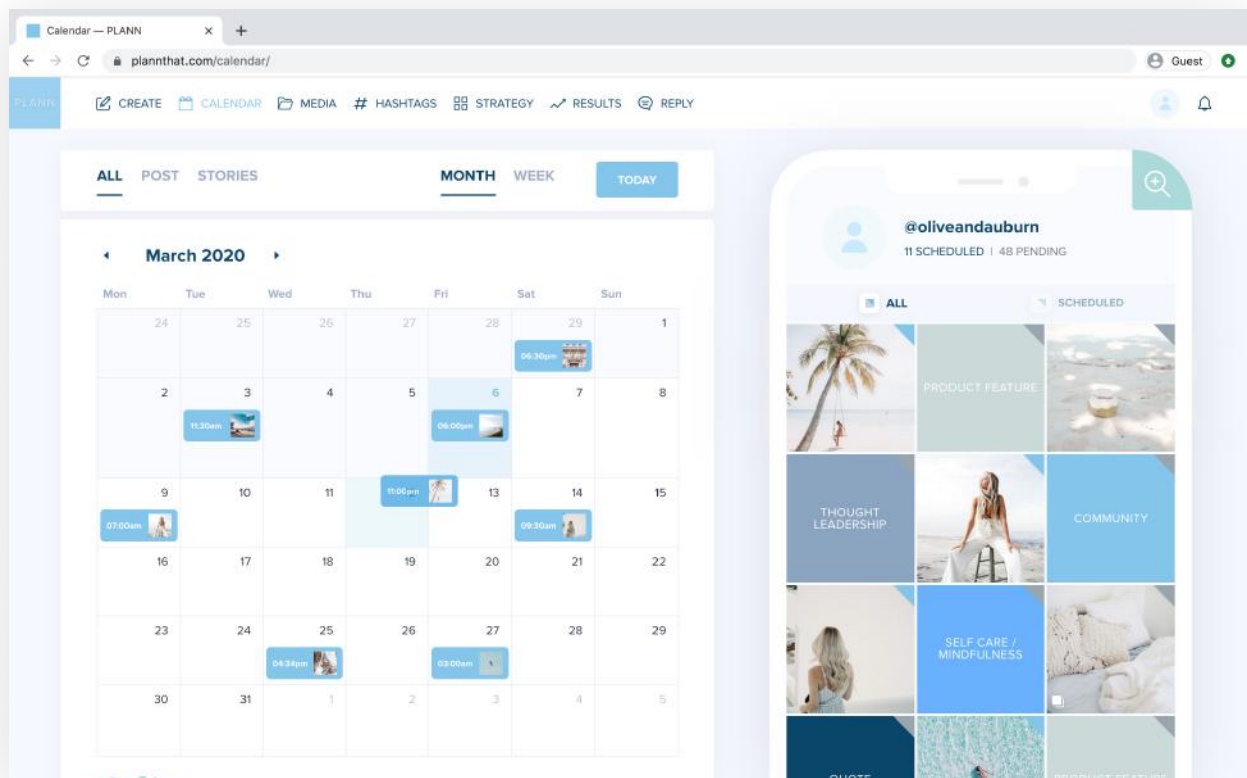 Calendar — PLANN
plannthat.com/calendar/
Guest
PLANN
CREATE CALENDAR MEDIA # HASHTAGS STRATEGY RESULTS REPLY
ALL POST STORIES MONTH WEEK TODAY
March 2020
Mon Tue Wed Thu Fri Sat Sun
24 25 26 27 28 29 1
06:30pm
2 3 4 5 6 7 8
11:30am 06:00pm
9 10 11 13 14 15
11:00pm
07:00am 09:30am
16 17 18 19 20 21 22
23 24 25 26 27 28 29
04:34pm 03:00am
30 31 1 2 3 4 5
@oliveandauburn
11 SCHEDULED | 48 PENDING
ALL SCHEDULED
PRODUCT FEATURE
THOUGHT
LEADERSHIP
COMMUNITY
SELF CARE /
MINDFULNESS
QUOTE
PRODUCT FEATURE